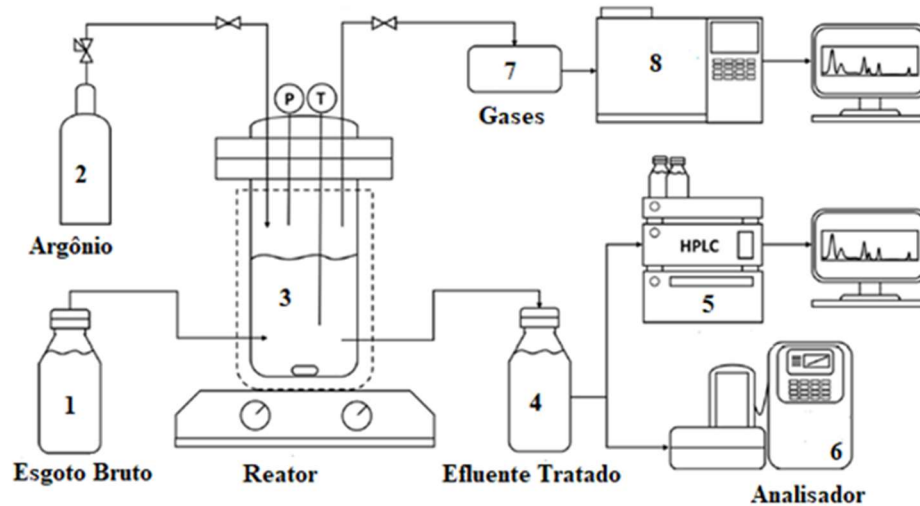 P
T
7
Gases
8
2
Argônio
3
HPLC
5
1
Esgoto Bruto
Reator
4
Efluente Tratado
6
Analisador